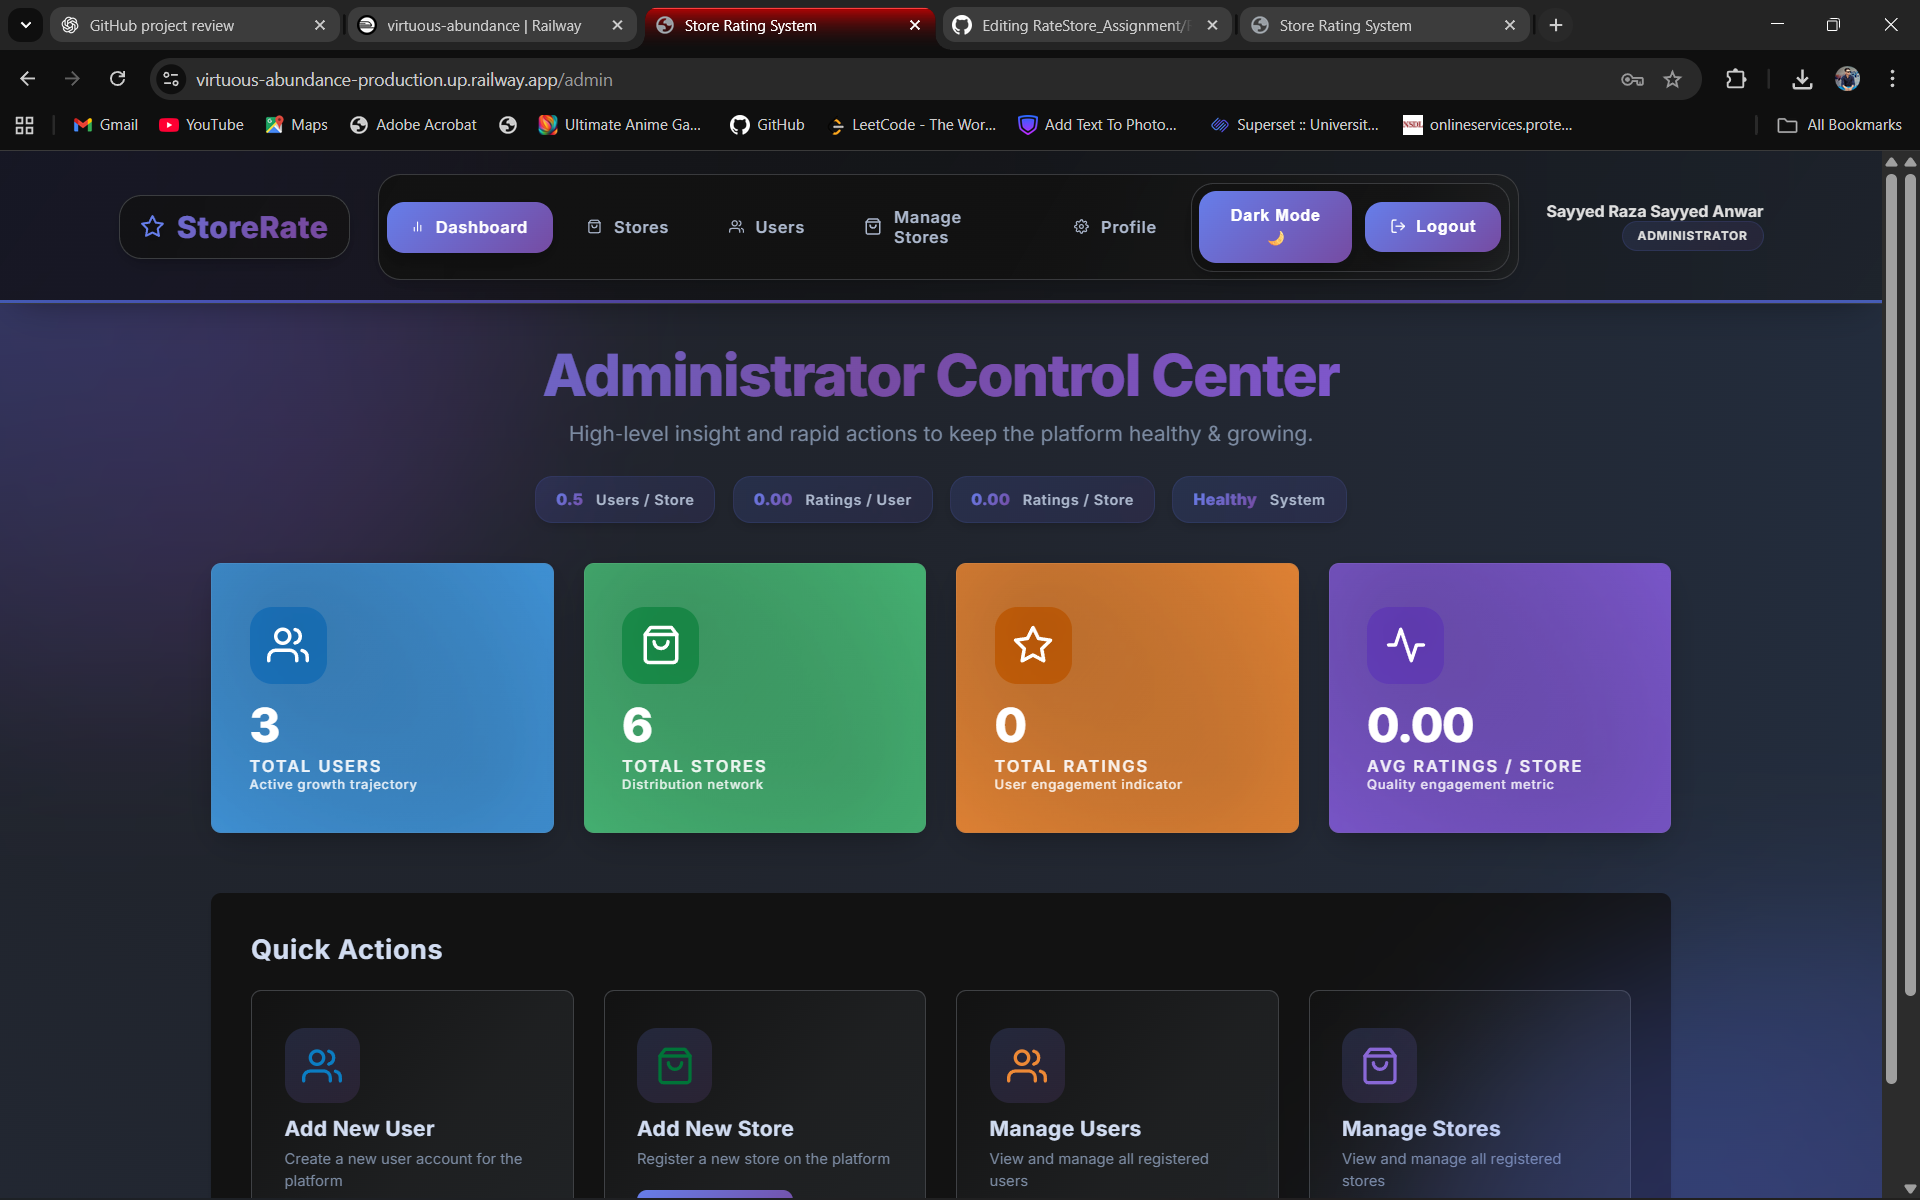 GitHub project review
virtuous-abundance | Railway
Store Rating System
Editing RateStore_Assignment/
Store Rating System
virtuous-abundance-production.up.railway.app/admin
Gmail
YouTube
Maps
Adobe Acrobat
Ultimate Anime Ga...
GitHub
LeetCode - The Wor...
Add Text To Photo...
Superset :: Universit...
NSDL
onlineservices.prote...
All Bookmarks
StoreRate
Dashboard
Stores
Users
Manage
Stores
Profile
Dark Mode
🌙
Logout
Sayyed Raza Sayyed Anwar
ADMINISTRATOR
Administrator Control Center
High-level insight and rapid actions to keep the platform healthy & growing.
0.5 Users / Store
0.00 Ratings / User
0.00 Ratings / Store
Healthy System
3
TOTAL USERS
Active growth trajectory
6
TOTAL STORES
Distribution network
0
TOTAL RATINGS
User engagement indicator
0.00
AVG RATINGS / STORE
Quality engagement metric
Quick Actions
Add New User
Create a new user account for the
platform
Add New Store
Register a new store on the platform
Manage Users
View and manage all registered
users
Manage Stores
View and manage all registered
stores